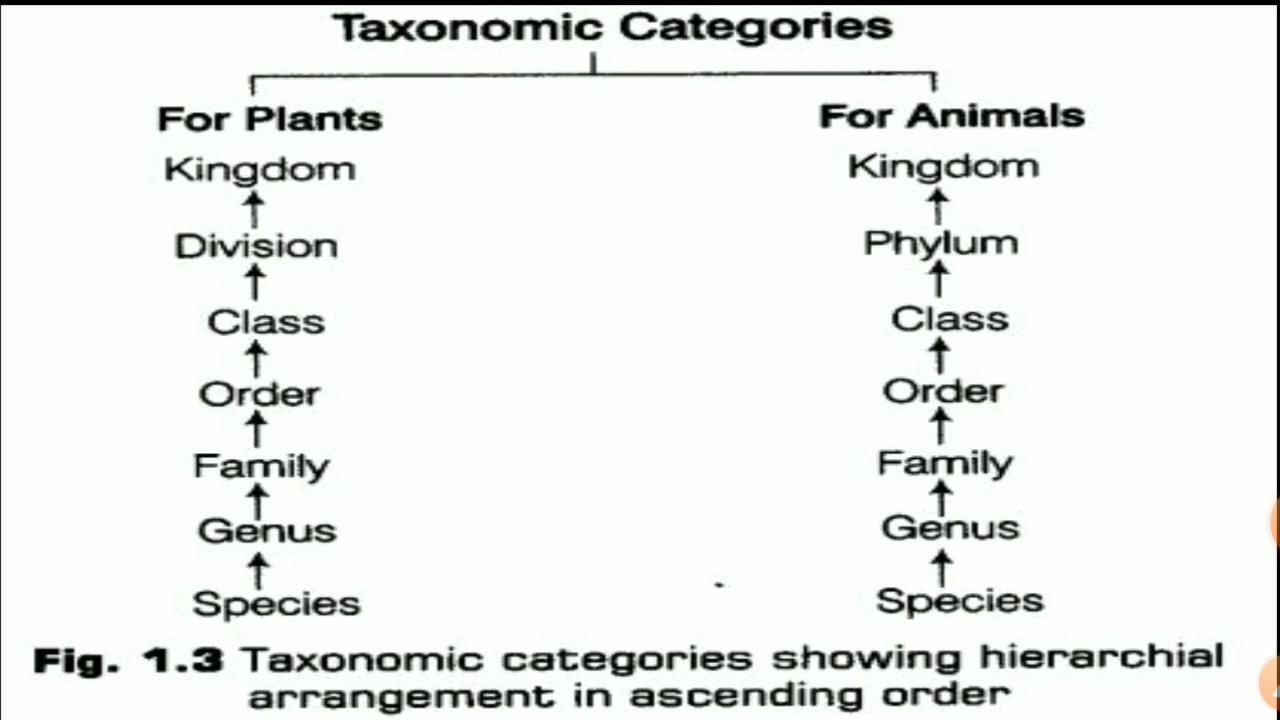 Taxonomic Categories
For Plants
Kingdom
Division
Class
Order
Family
Genus
Species
For Animals
Kingdom
Phylum
Class
Order
Family
Genus
Species
Fig. 1.3 Taxonomic categories showing hierarchial
arrangement in ascending order